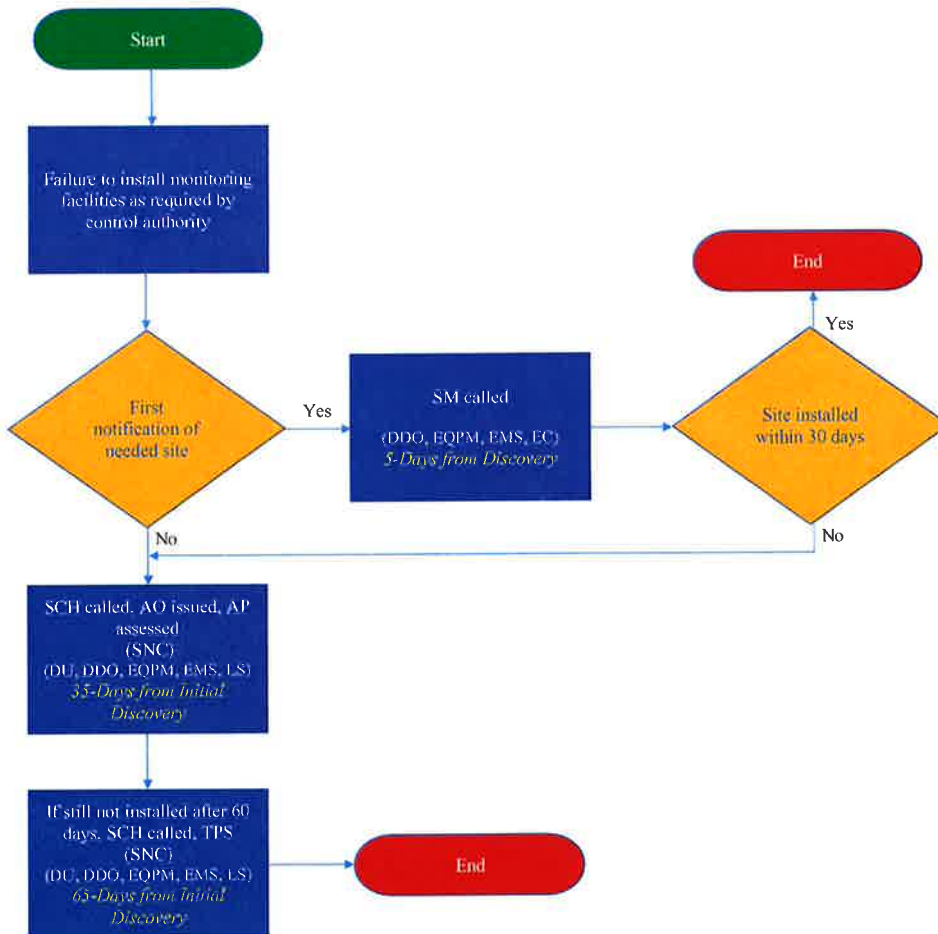 Start
Failure to install monitoring
facilities as required by
control authority
End
Yes
First
notification of
needed site
Yes
SM called
(DDO, EQPM, EMS, EC)
5-Days from Discovery
Site installed
within 30 days
No
No
SCH called, AO issued, AP
assessed
(SNC)
(DU, DDO, EQPM, EMS, LS)
35-Days from Initial
Discovery
If still not installed after 60
days, SCH called, TPS
(SNC)
(DU, DDO, EQPM, EMS, LS)
65-Days from Initial
Discovery
End